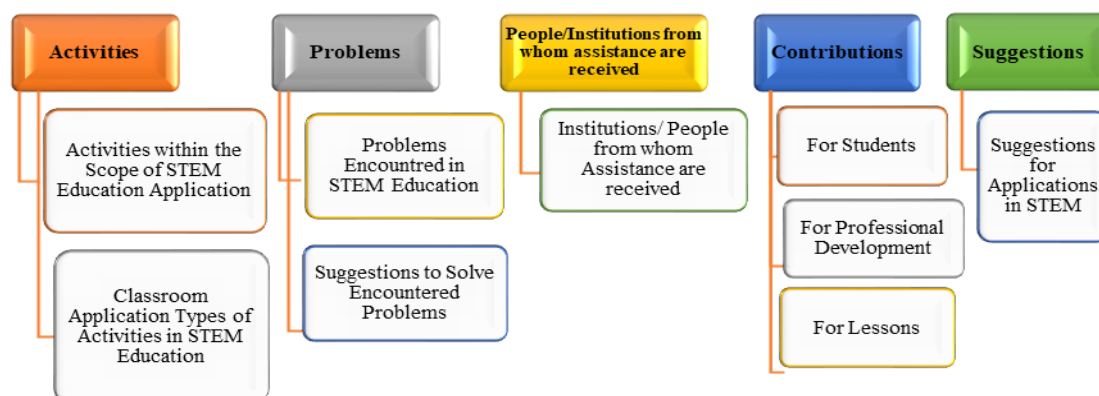 Activities
Activities within the
Scope of STEM
Education Application
Classroom
Application Types of
Activities in STEM
Education
Problems
Problems
Encountred in
STEM Education
Suggestions to Solve
Encountered
Problems
People/Institutions from
whom assistance are
received
Institutions/ People
from whom
Assistance are
received
Contributions
For Students
For Professional
Development
For Lessons
Suggestions
Suggestions
for
Applications
in STEM